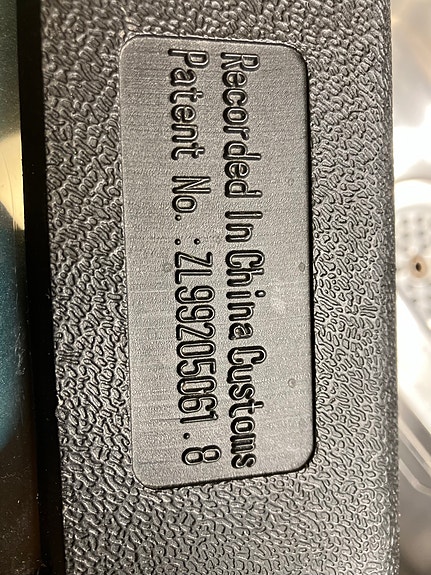 Recorded In China Customs
Patent No. :ZL99205061.8